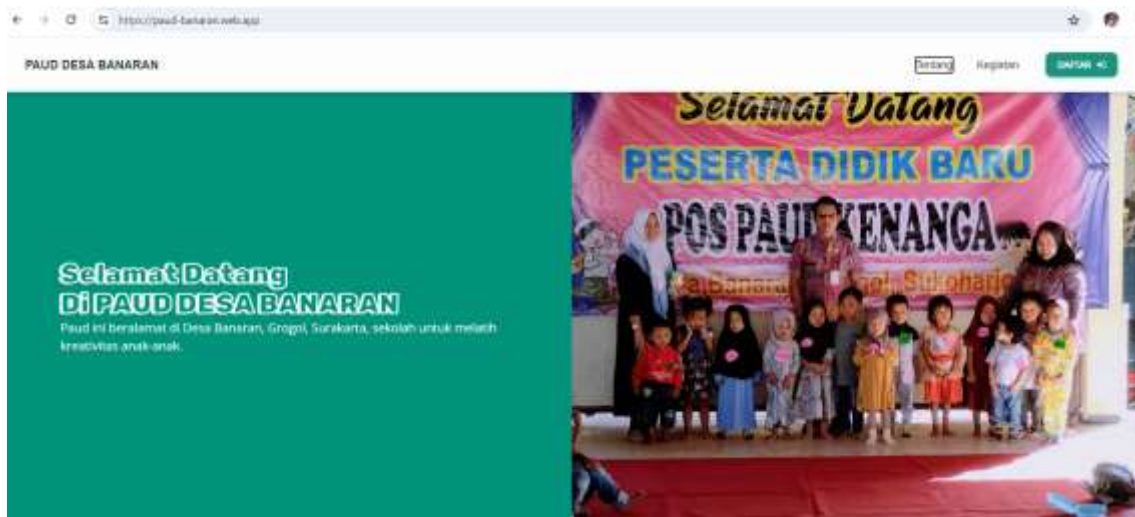 https://paud-banaran.web.app
PAUD DESA BANARAN
Tentang
Kegiatan
DAFTAR
Selamat Datang
PESERTA DIDIK BARU
POS PAUD KENANGA
Banaran Sukoharjo
Selamat Datang
Di PAUD DESA BANARAN
Paud ini beralamat di Desa Banaran, Grogol, Surakarta, sekolah untuk melatih
kreativitas anak-anak.